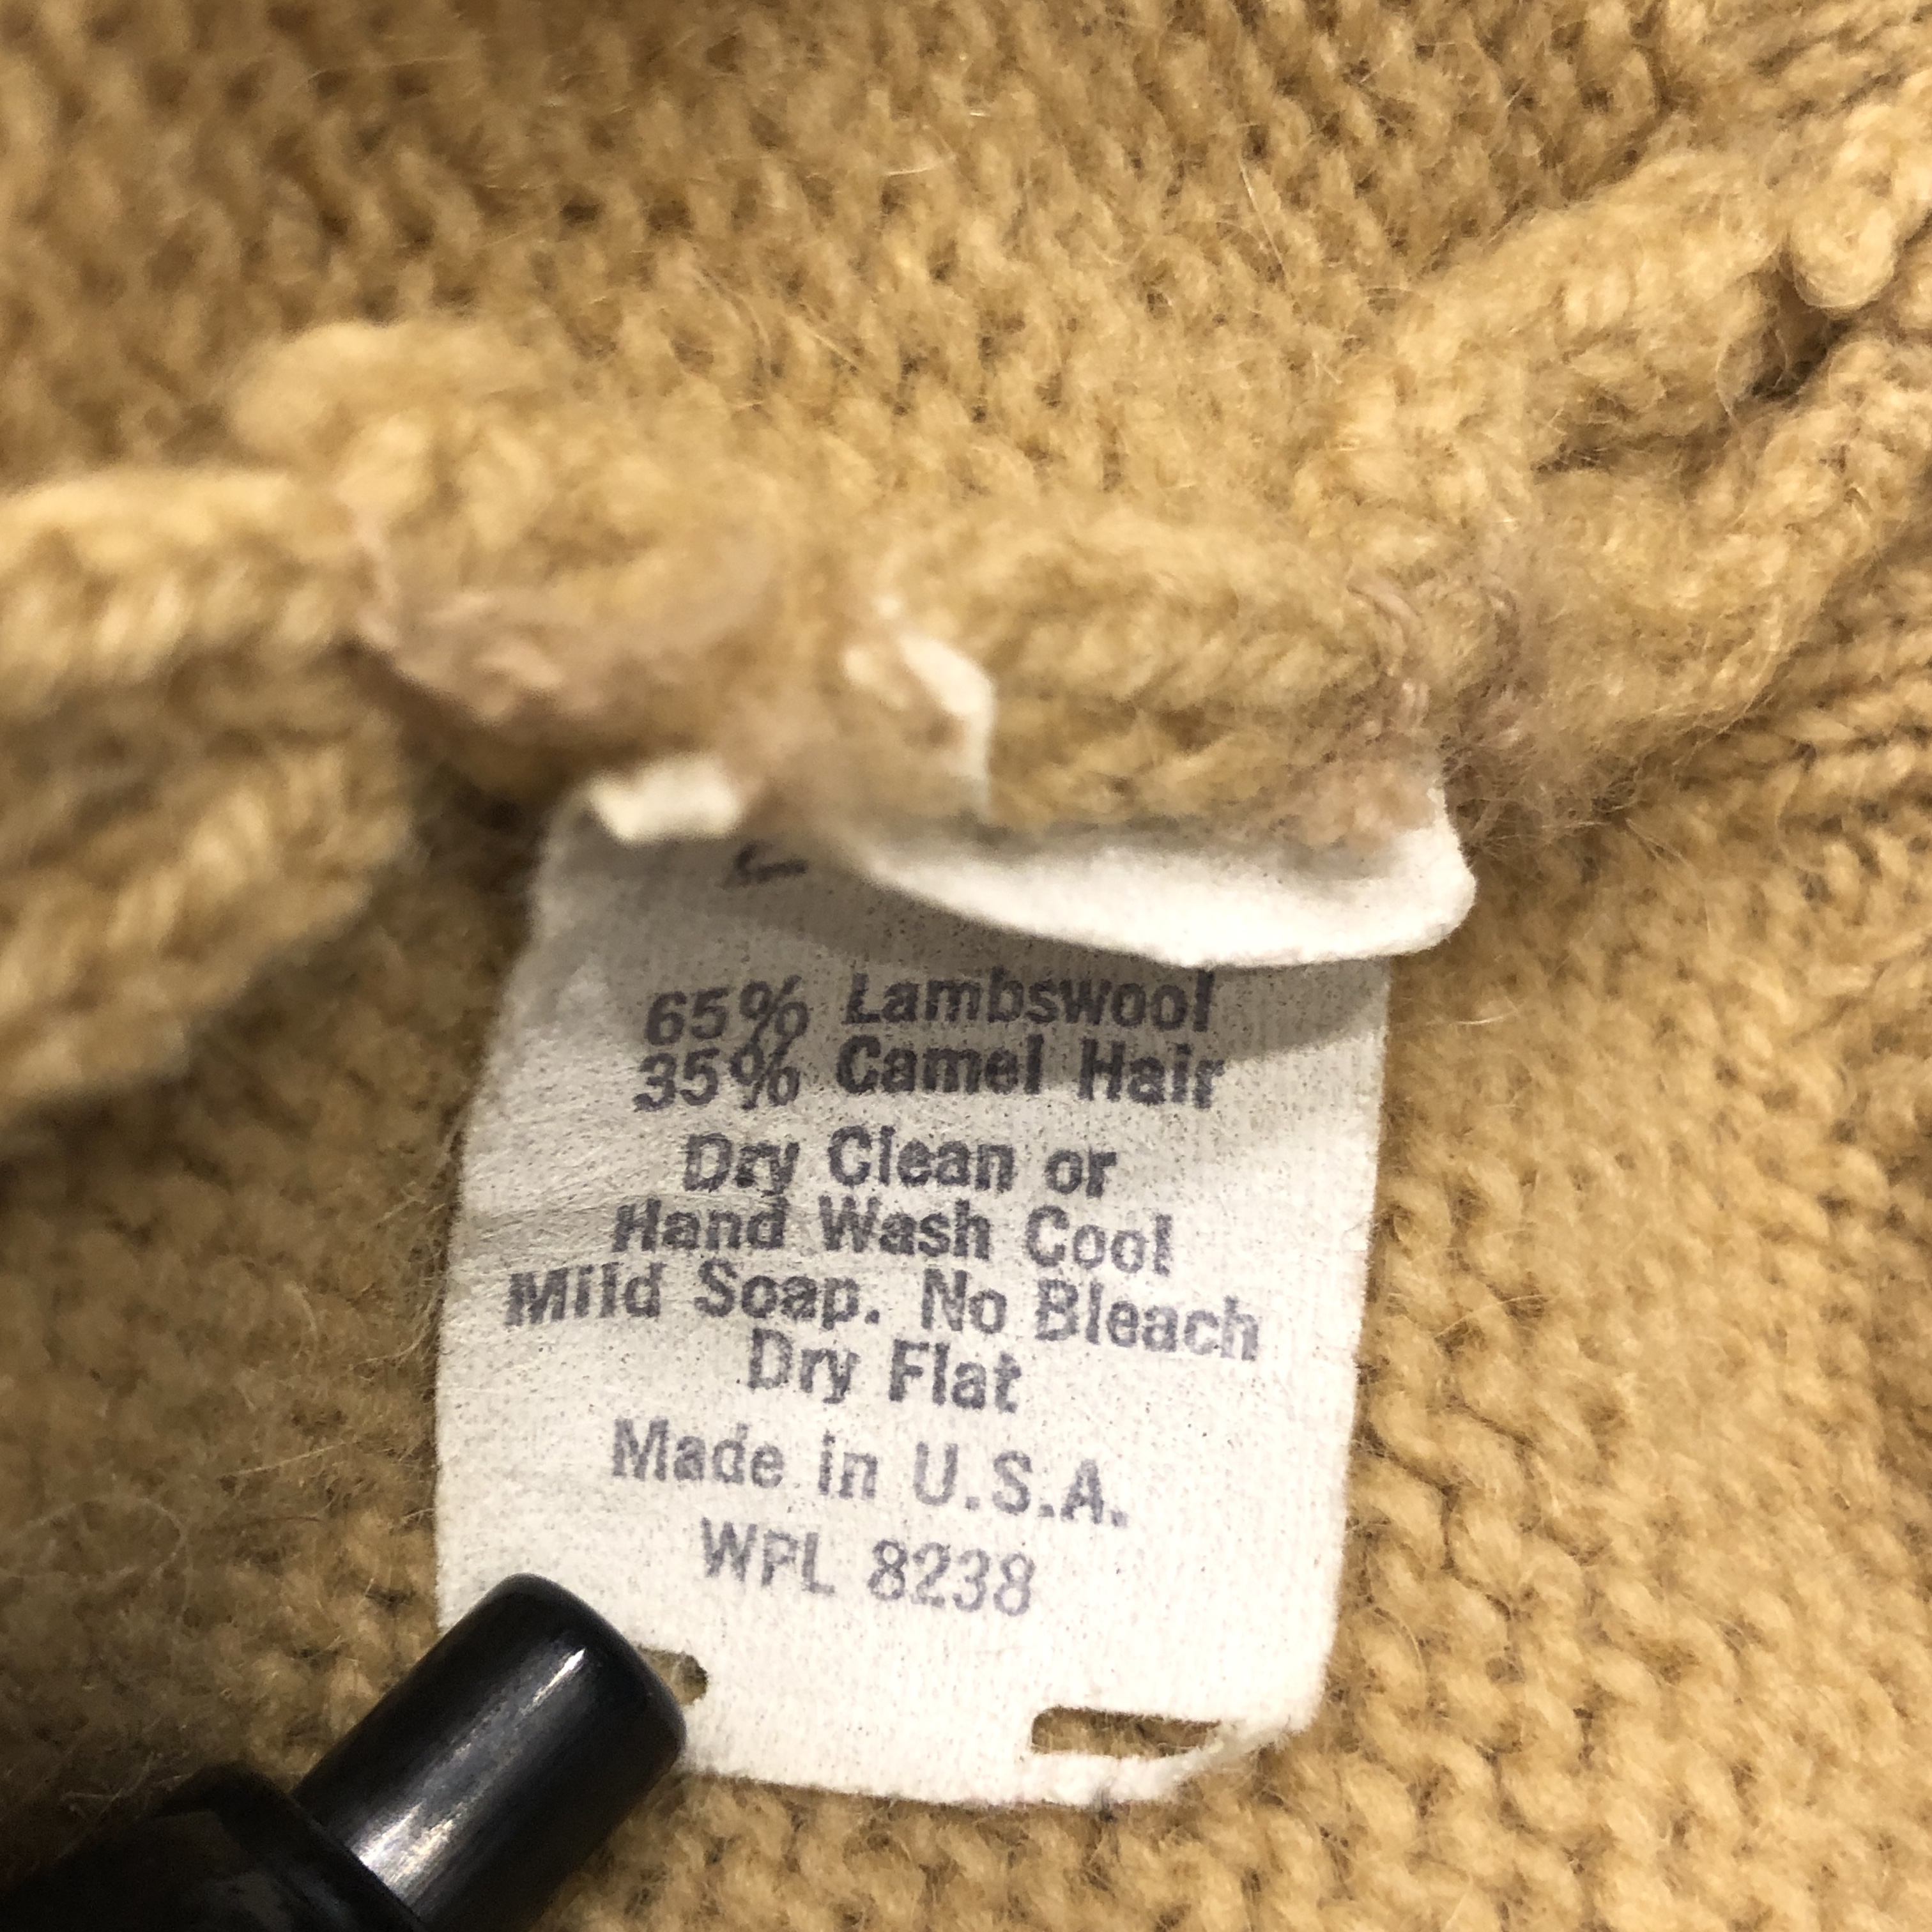 65% Lambswool
35% Camel Hair
Dry Clean or
Hand Wash Cool
Mild Soap. No Bleach
Dry Flat
Made in U.S.A.
WPL 8238